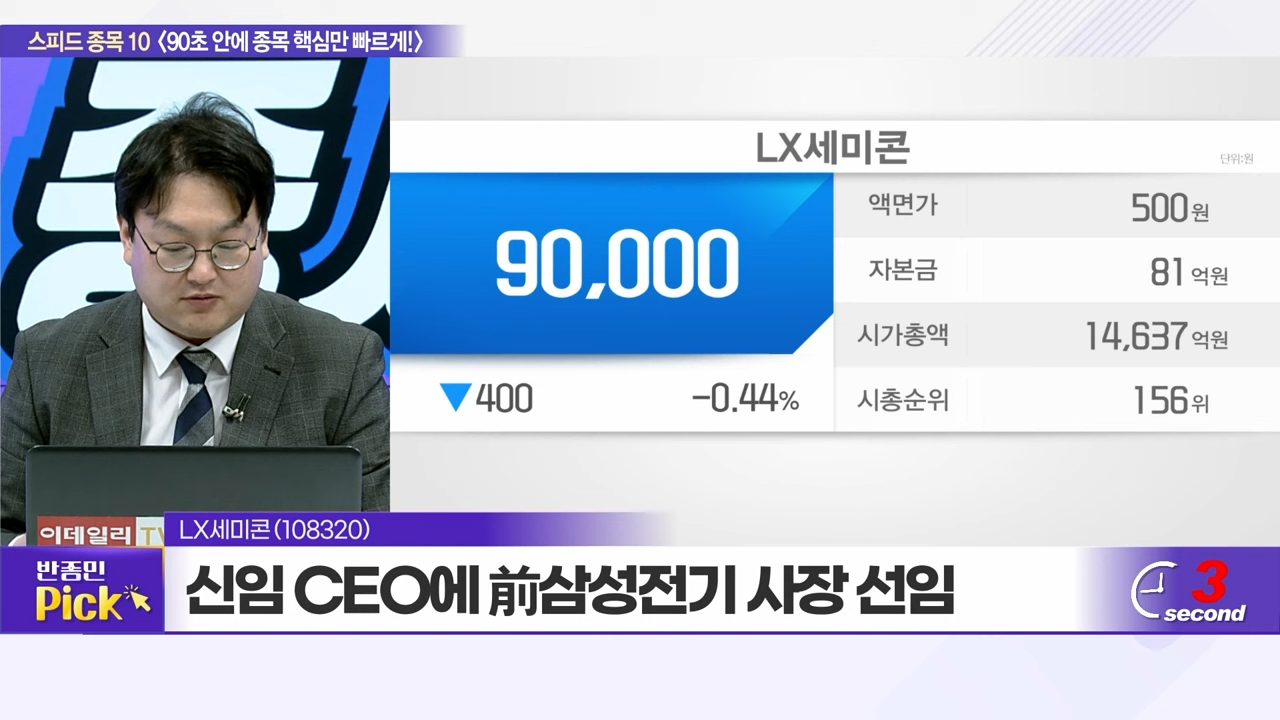 스피드 종목 10 〈90초 안에 종목 핵심만 빠르게!〉
LX세미콘
단위:원
90,000
▼400 -0.44%
액면가 500원
자본금 81억원
시가총액 14,637억원
시총순위 156위
이데일리 TV
LX세미콘(108320)
반종민
Pick
신임 CEO에 前삼성전기 사장 선임
3
second